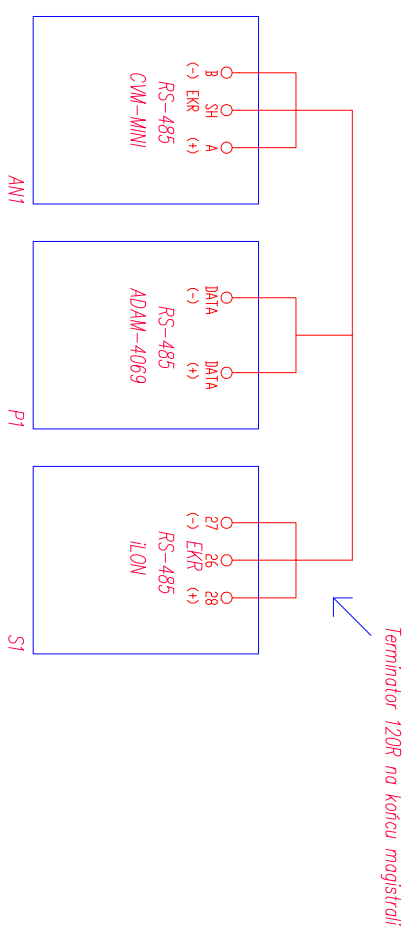 Terminator 120R na końcu magistrali
B SH A
(-) EKR (+)
RS-485
CVM-MINI
AN1
DATA DATA
(-) (+)
RS-485
ADAM-4069
P1
27 26 28
(-) EKR (+)
RS-485
iLON
S1